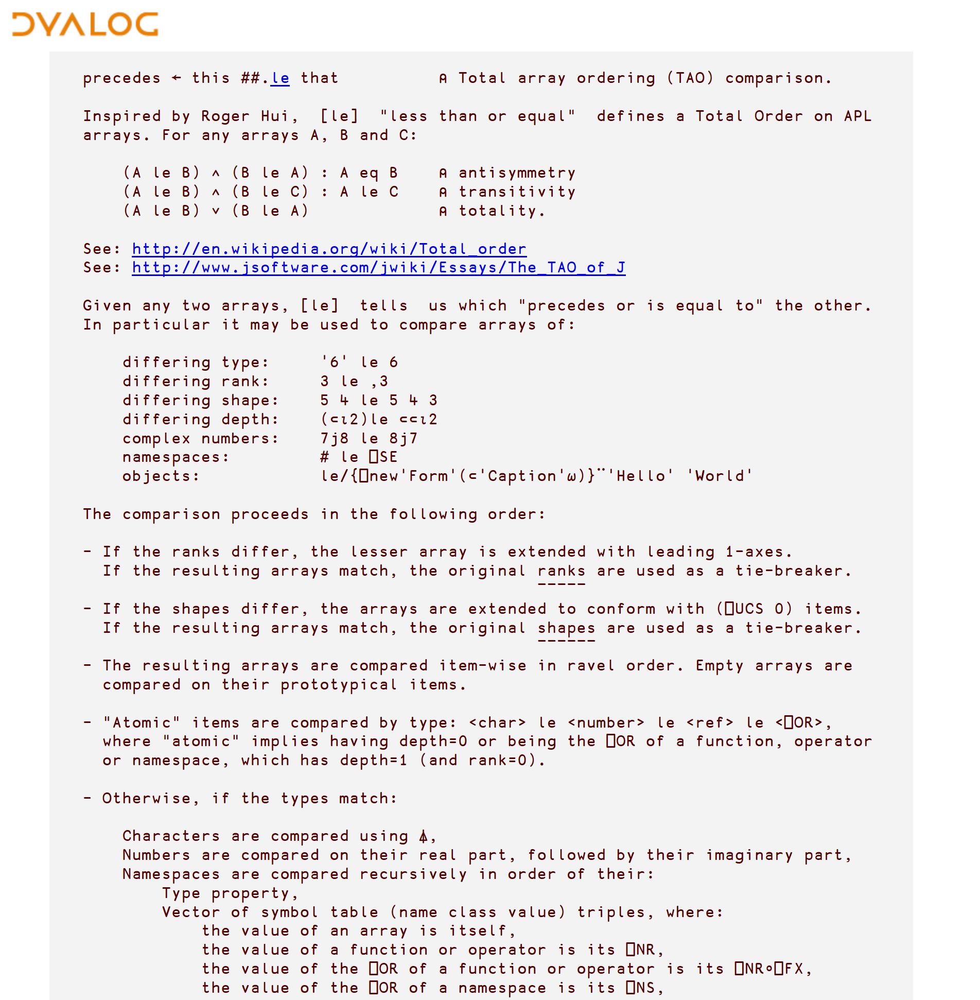 DYALOG
precedes ← this ##.le that          ⍝ Total array ordering (TAO) comparison.
Inspired by Roger Hui,  [le]  "less than or equal"  defines a Total Order on APL
arrays. For any arrays A, B and C:
    (A le B) ∧ (B le A) : A eq B    ⍝ antisymmetry
    (A le B) ∧ (B le C) : A le C    ⍝ transitivity
    (A le B) ∨ (B le A)             ⍝ totality.
See: http://en.wikipedia.org/wiki/Total_order
See: http://www.jsoftware.com/jwiki/Essays/The_TAO_of_J
Given any two arrays, [le]  tells  us which "precedes or is equal to" the other.
In particular it may be used to compare arrays of:
    differing type:     '6' le 6
    differing rank:     3 le ,3
    differing shape:    5 4 le 5 4 3
    differing depth:    (⊂⍳2)le ⊂⊂⍳2
    complex numbers:    7j8 le 8j7
    namespaces:         # le ⎕SE
    objects:            le/{⎕new'Form'(⊂'Caption'⍵)}¨'Hello' 'World'
The comparison proceeds in the following order:
- If the ranks differ, the lesser array is extended with leading 1-axes.
  If the resulting arrays match, the original ranks are used as a tie-breaker.
                                              -----
- If the shapes differ, the arrays are extended to conform with (⎕UCS 0) items.
  If the resulting arrays match, the original shapes are used as a tie-breaker.
                                              ------
- The resulting arrays are compared item-wise in ravel order. Empty arrays are
  compared on their prototypical items.
- "Atomic" items are compared by type: <char> le <number> le <ref> le <⎕OR>,
  where "atomic" implies having depth=0 or being the ⎕OR of a function, operator
  or namespace, which has depth=1 (and rank=0).
- Otherwise, if the types match:
    Characters are compared using ⍋,
    Numbers are compared on their real part, followed by their imaginary part,
    Namespaces are compared recursively in order of their:
        Type property,
        Vector of symbol table (name class value) triples, where:
            the value of an array is itself,
            the value of a function or operator is its ⎕NR,
            the value of the ⎕OR of a function or operator is its ⎕NR∘⎕FX,
            the value of the ⎕OR of a namespace is its ⎕NS,